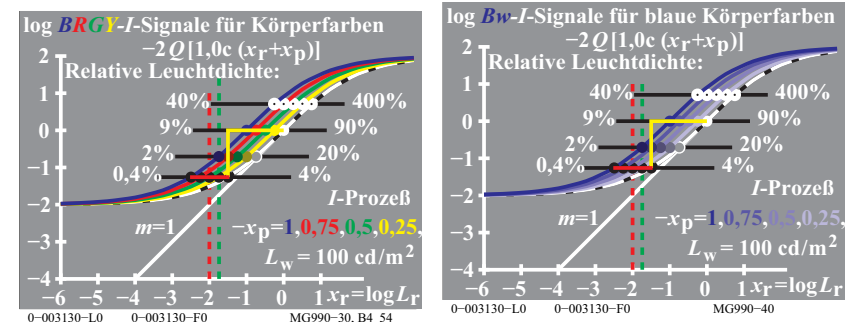 log BRGY-I-Signale für Körperfarben
−2Q[1,0c (xr+xp)]
Relative Leuchtdichte:
2
1
0
−1
−2
−3
−4
40% 400%
9% 90%
2% 20%
0,4% 4%
I-Prozeß
m=1
−xp=1,0,75,0,5,0,25,
Lw= 100 cd/m2
−6 −5 −4 −3 −2 −1 0 1 xr=logLr
0−003130−L0 0−003130−F0 MG990−30, B4_54
log Bw-I-Signale für blaue Körperfarben
−2Q[1,0c (xr+xp)]
Relative Leuchtdichte:
2
1
0
−1
−2
−3
−4
40% 400%
9% 90%
2% 20%
0,4% 4%
I-Prozeß
m=1
−xp=1,0,75,0,5,0,25,
Lw= 100 cd/m2
−6 −5 −4 −3 −2 −1 0 1 xr=logLr
0−003130−L0 0−003130−F0 MG990−40